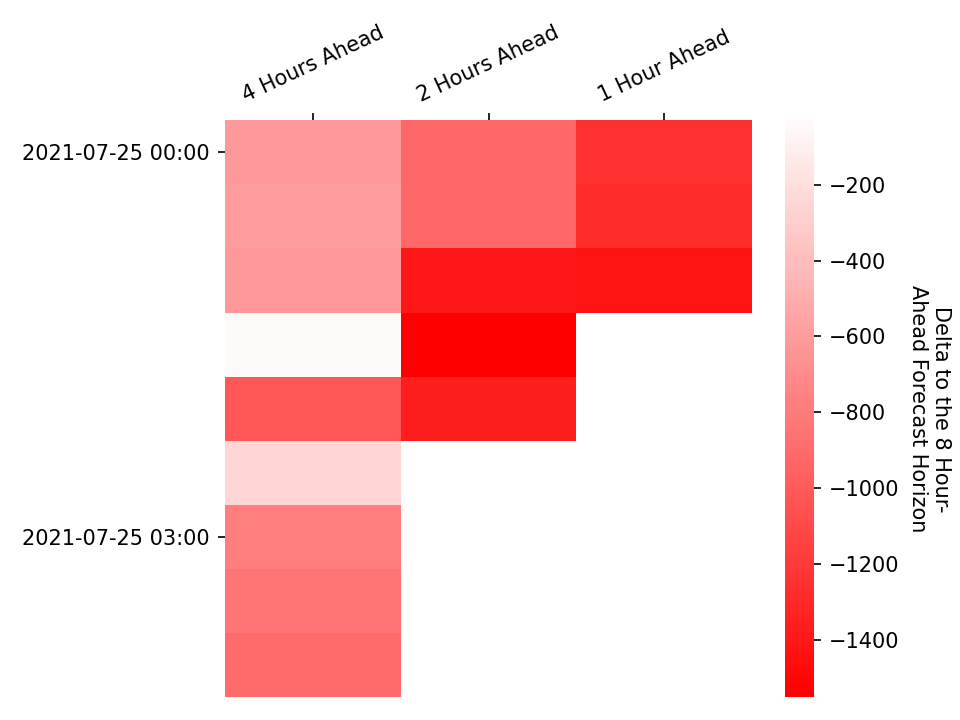 4 Hours Ahead
2 Hours Ahead
1 Hour Ahead
2021-07-25 00:00
2021-07-25 03:00
−200
−400
−600
−800
−1000
−1200
−1400
Delta to the 8 Hour-
Ahead Forecast Horizon